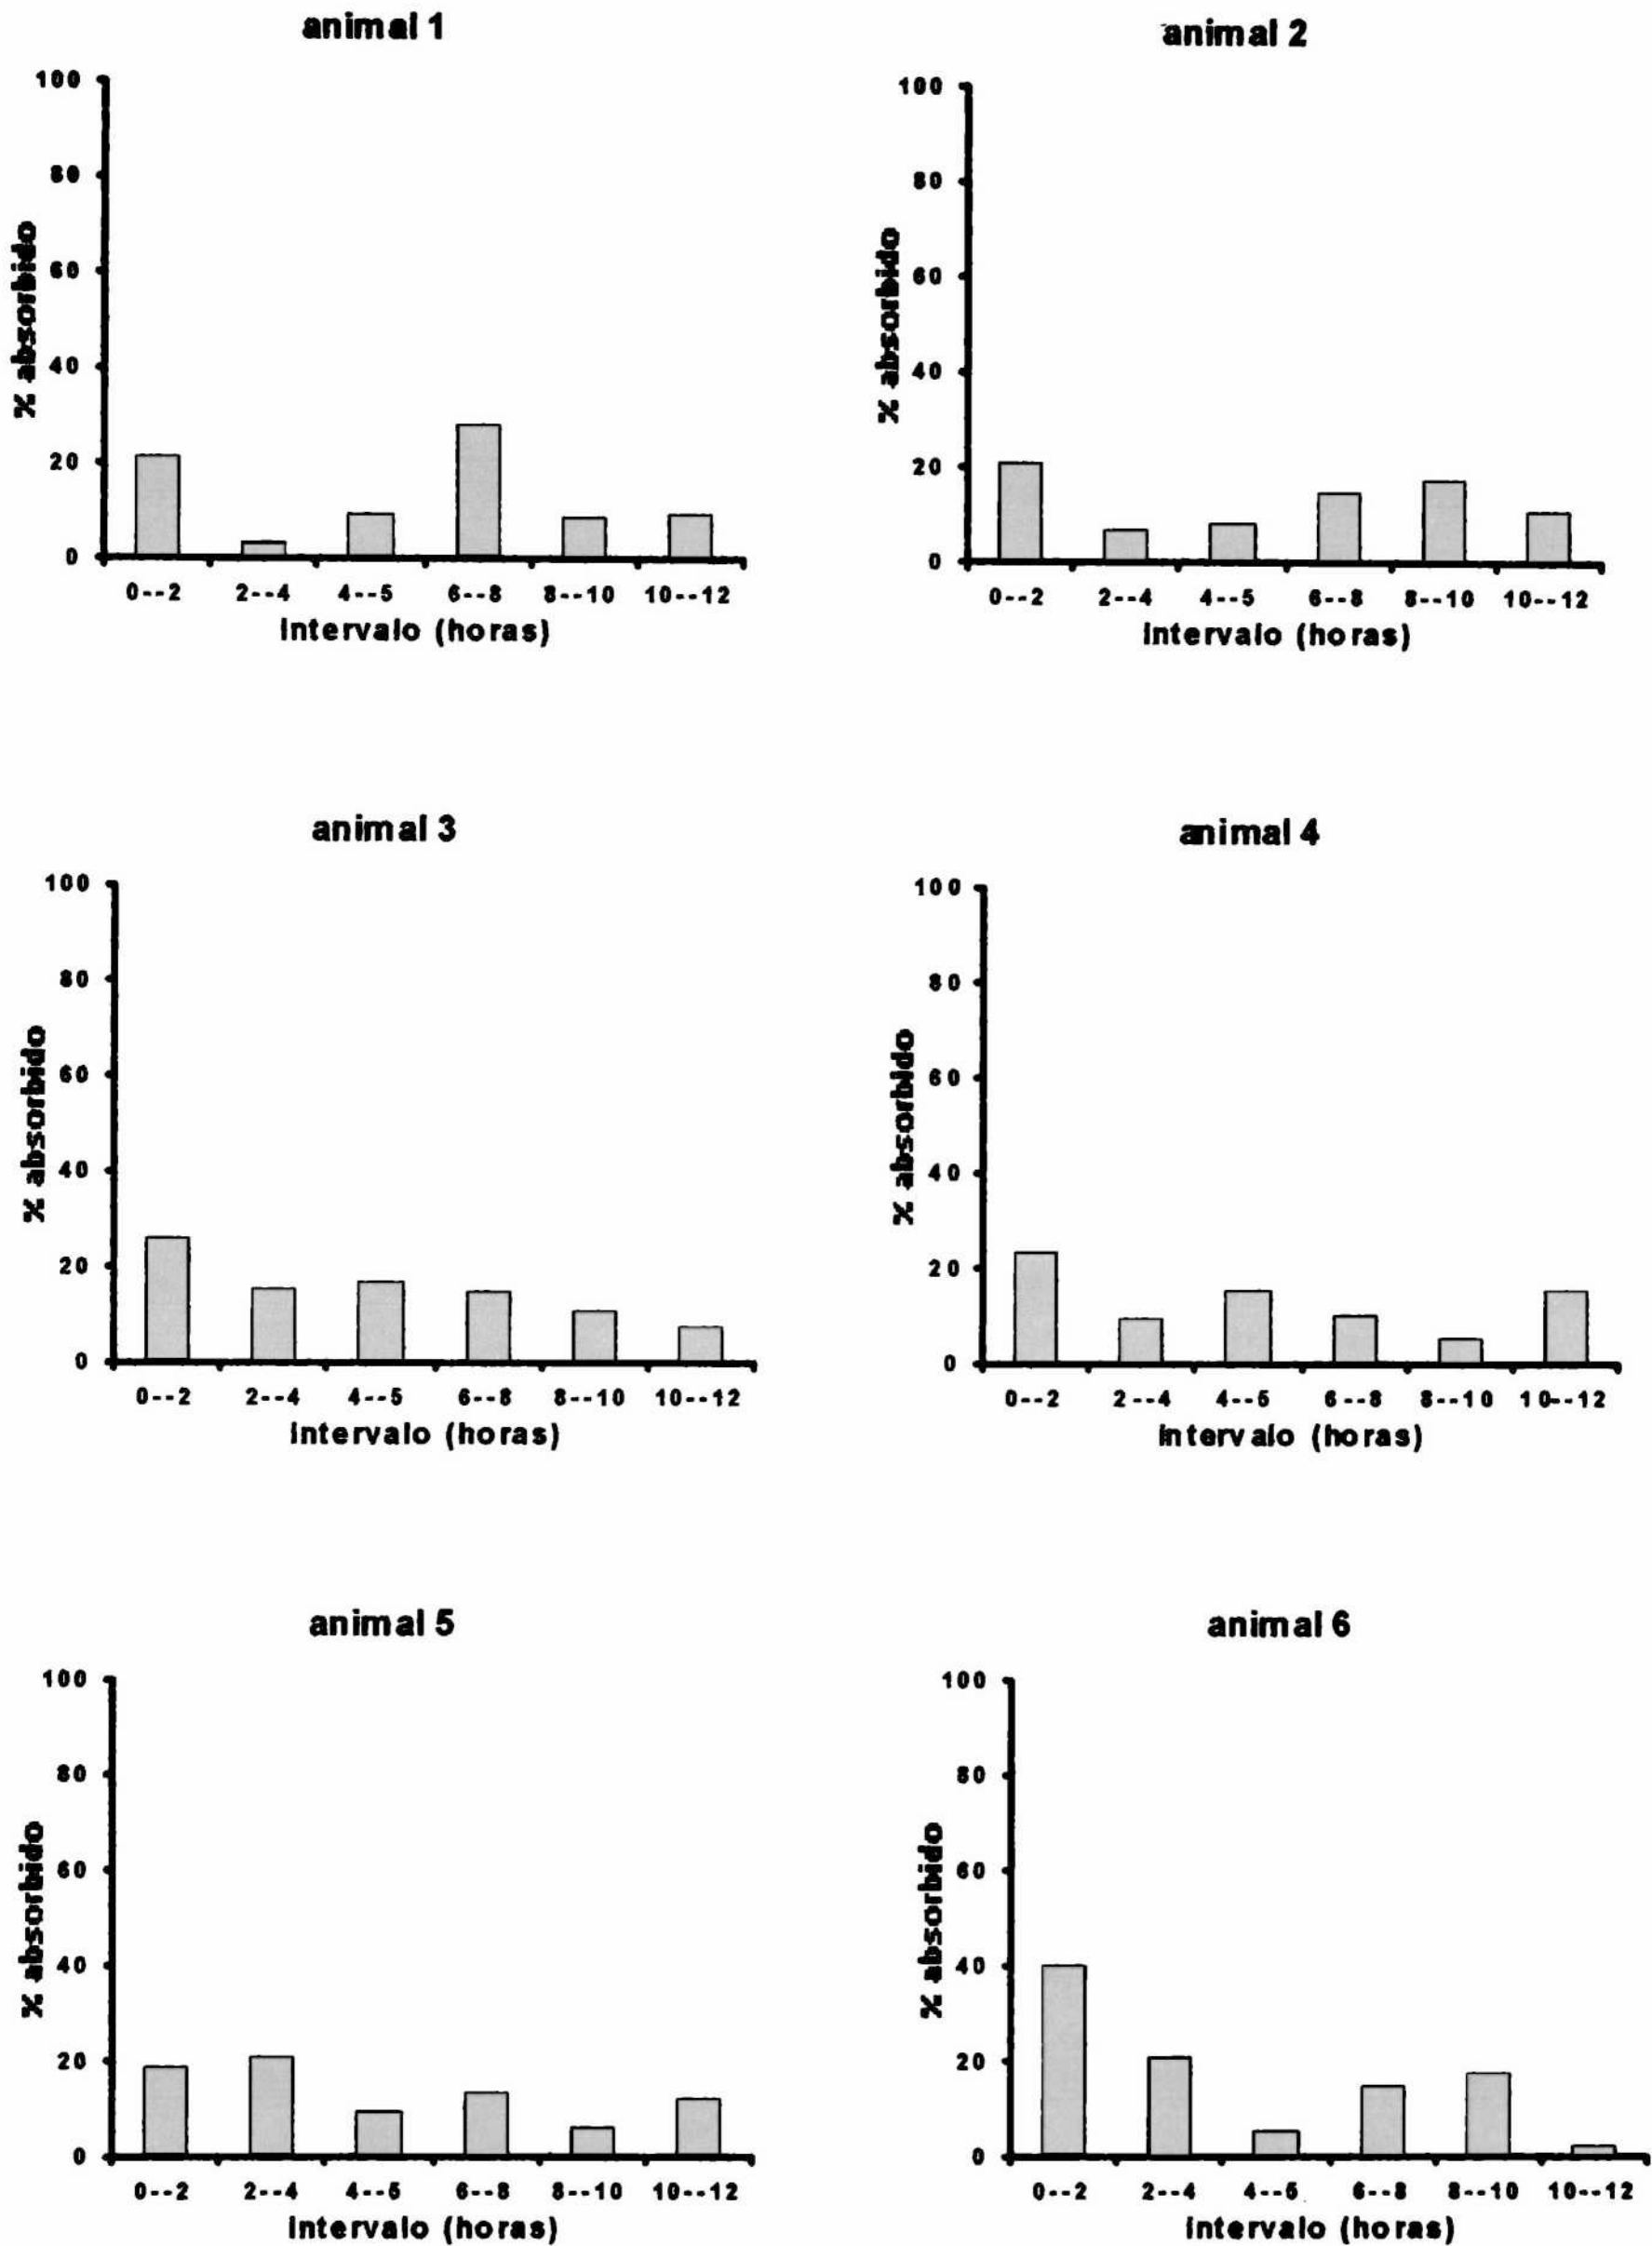 animal 1
100
80
60
40
20
0
% absorbido
0--2 2--4 4--5 6--8 8--10 10--12
Intervalo (horas)
animal 2
100
80
60
40
20
0
% absorbido
0--2 2--4 4--5 6--8 8--10 10--12
Intervalo (horas)
animal 3
100
80
60
40
20
0
% absorbido
0--2 2--4 4--5 6--8 8--10 10--12
Intervalo (horas)
animal 4
100
80
60
40
20
0
% absorbido
0--2 2--4 4--5 6--8 8--10 10--12
Intervalo (horas)
animal 5
100
80
60
40
20
0
% absorbido
0--2 2--4 4--6 6--8 8--10 10--12
Intervalo (horas)
animal 6
100
80
60
40
20
0
% absorbido
0--2 2--4 4--6 6--8 8--10 10--12
Intervalo (horas)